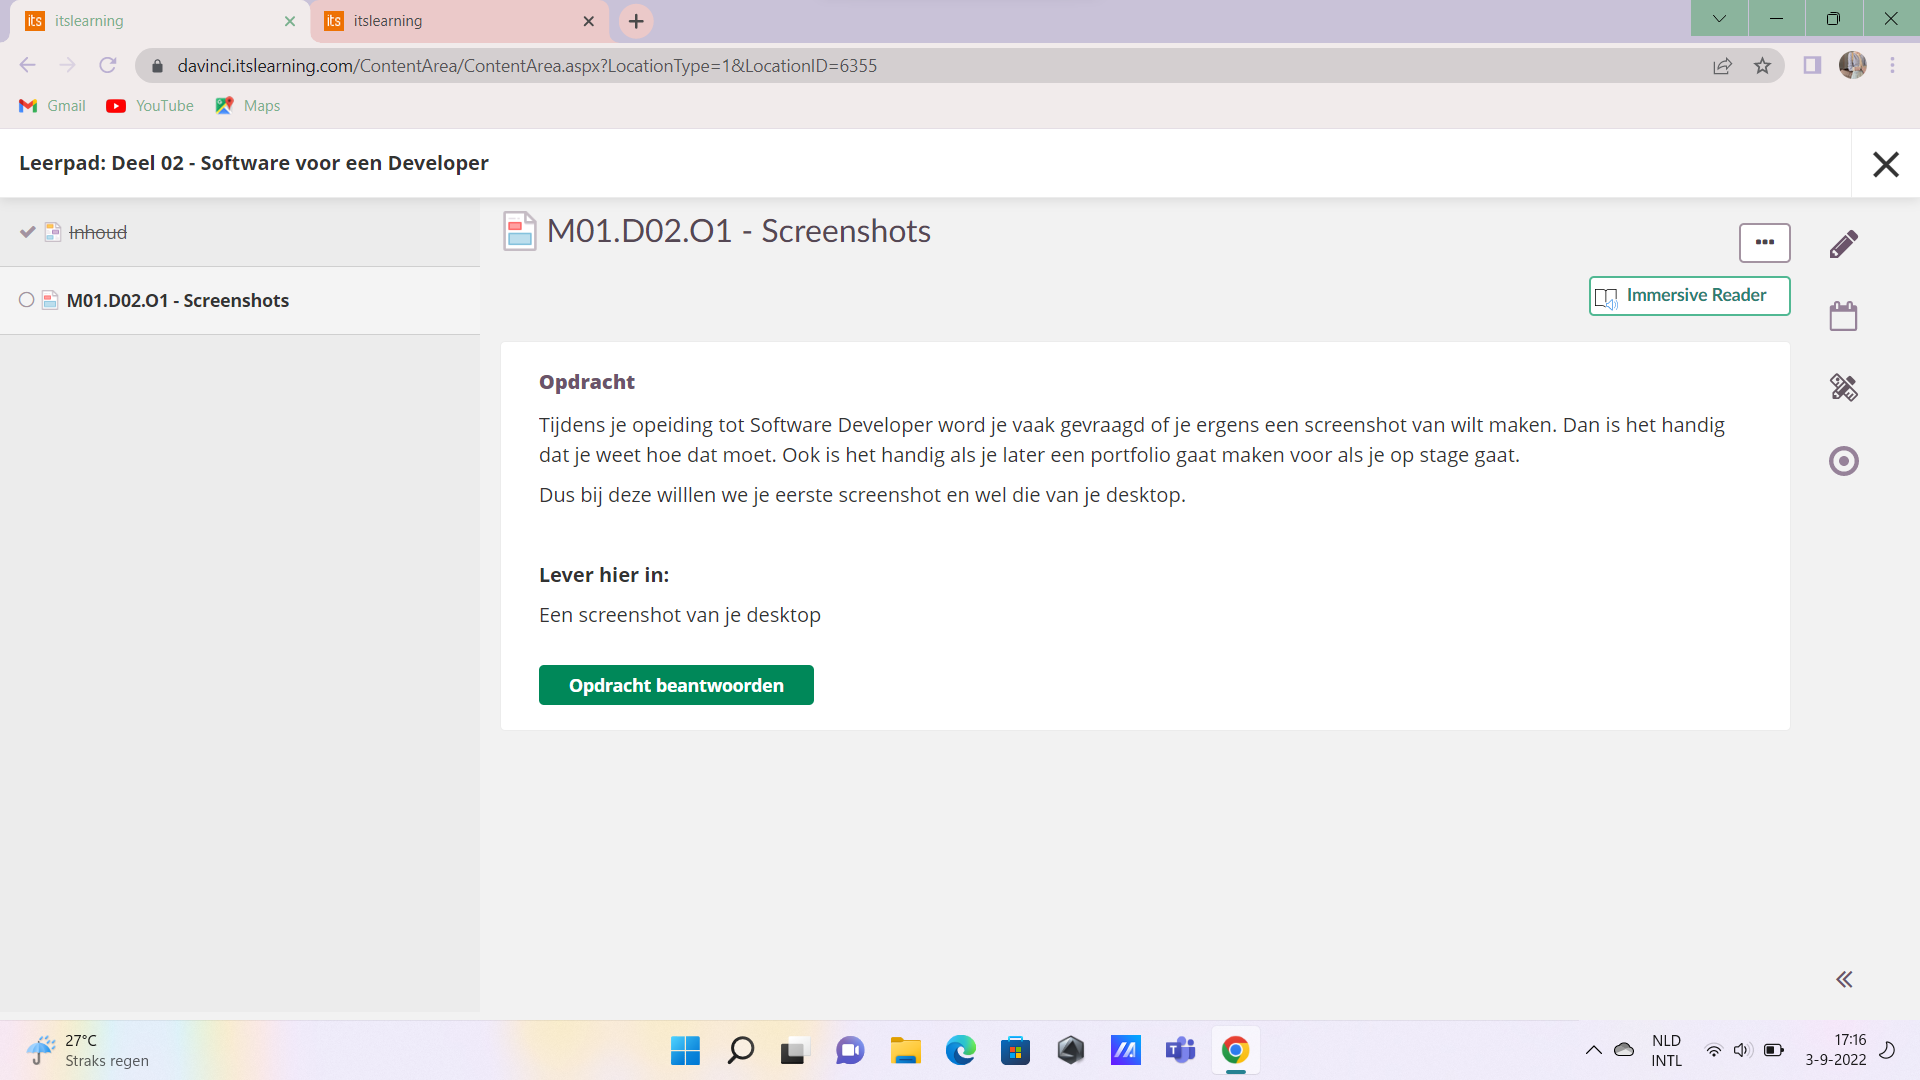 its itslearning
its itslearning
davinci.itslearning.com/ContentArea/ContentArea.aspx?LocationType=1&LocationID=6355
Gmail YouTube Maps
Leerpad: Deel 02 - Software voor een Developer
Inhoud
M01.D02.O1 - Screenshots
M01.D02.O1 - Screenshots
Immersive Reader
Opdracht
Tijdens je opeiding tot Software Developer word je vaak gevraagd of je ergens een screenshot van wilt maken. Dan is het handig
dat je weet hoe dat moet. Ook is het handig als je later een portfolio gaat maken voor als je op stage gaat.
Dus bij deze willlen we je eerste screenshot en wel die van je desktop.
Lever hier in:
Een screenshot van je desktop
Opdracht beantwoorden
27°C
Straks regen
NLD
INTL
17:16
3-9-2022